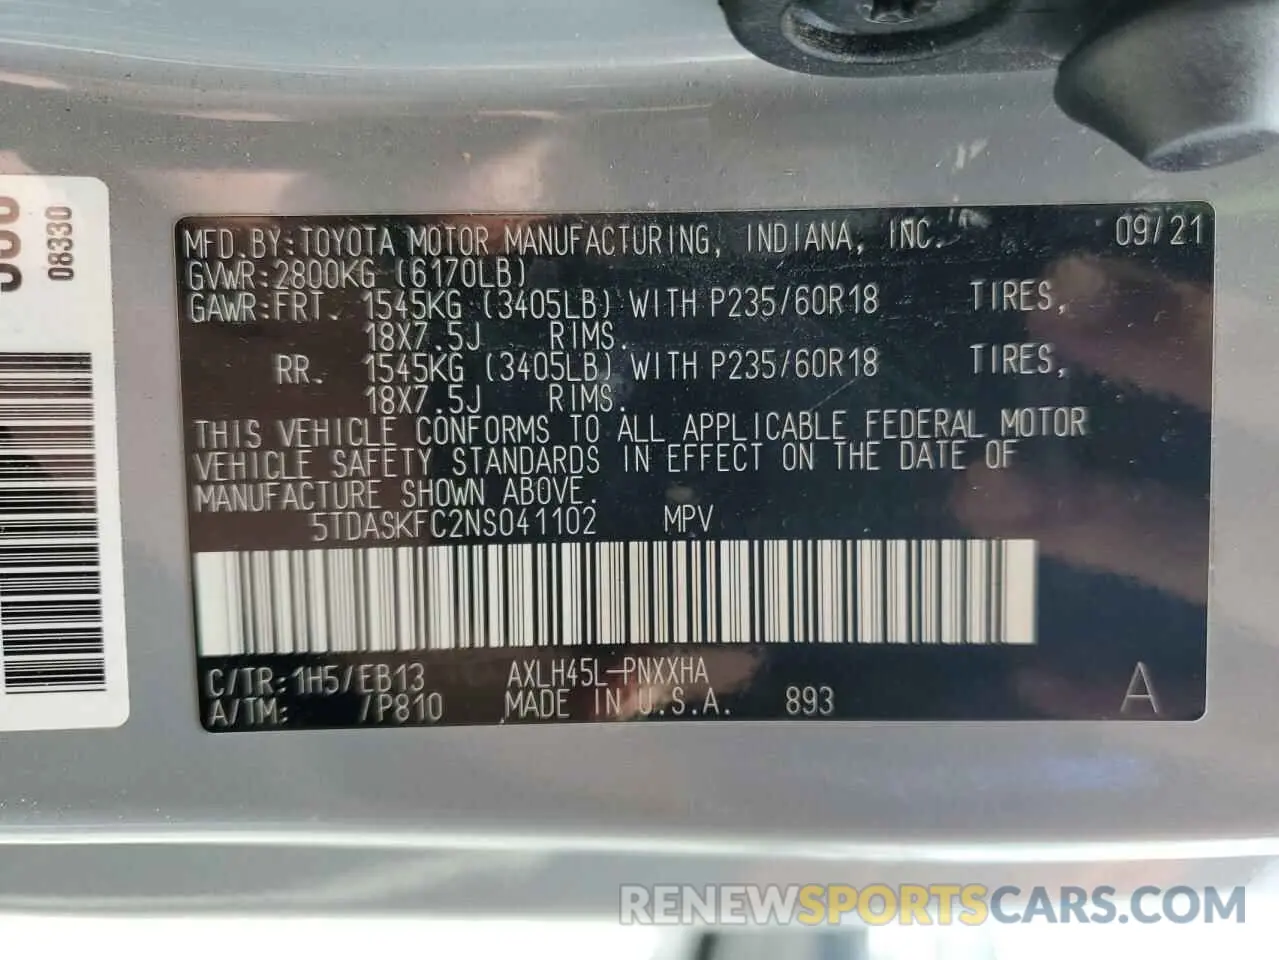 08330
MFD.BY:TOYOTA MOTOR MANUFACTURING, INDIANA, INC. 09/21
GVWR:2800KG (6170LB)
GAWR:FRT. 1545KG (3405LB) WITH P235/60R18 TIRES,
18X7.5J RIMS.
RR. 1545KG (3405LB) WITH P235/60R18 TIRES,
18X7.5J RIMS.
THIS VEHICLE CONFORMS TO ALL APPLICABLE FEDERAL MOTOR
VEHICLE SAFETY STANDARDS IN EFFECT ON THE DATE OF
MANUFACTURE SHOWN ABOVE.
5TDASKFC2NS041102 MPV
C/TR:1H5/EB13 AXLH45L-PNXXHA
A/TM: /P810 MADE IN U.S.A. 893 A
RENEWSPORTSCARS.COM